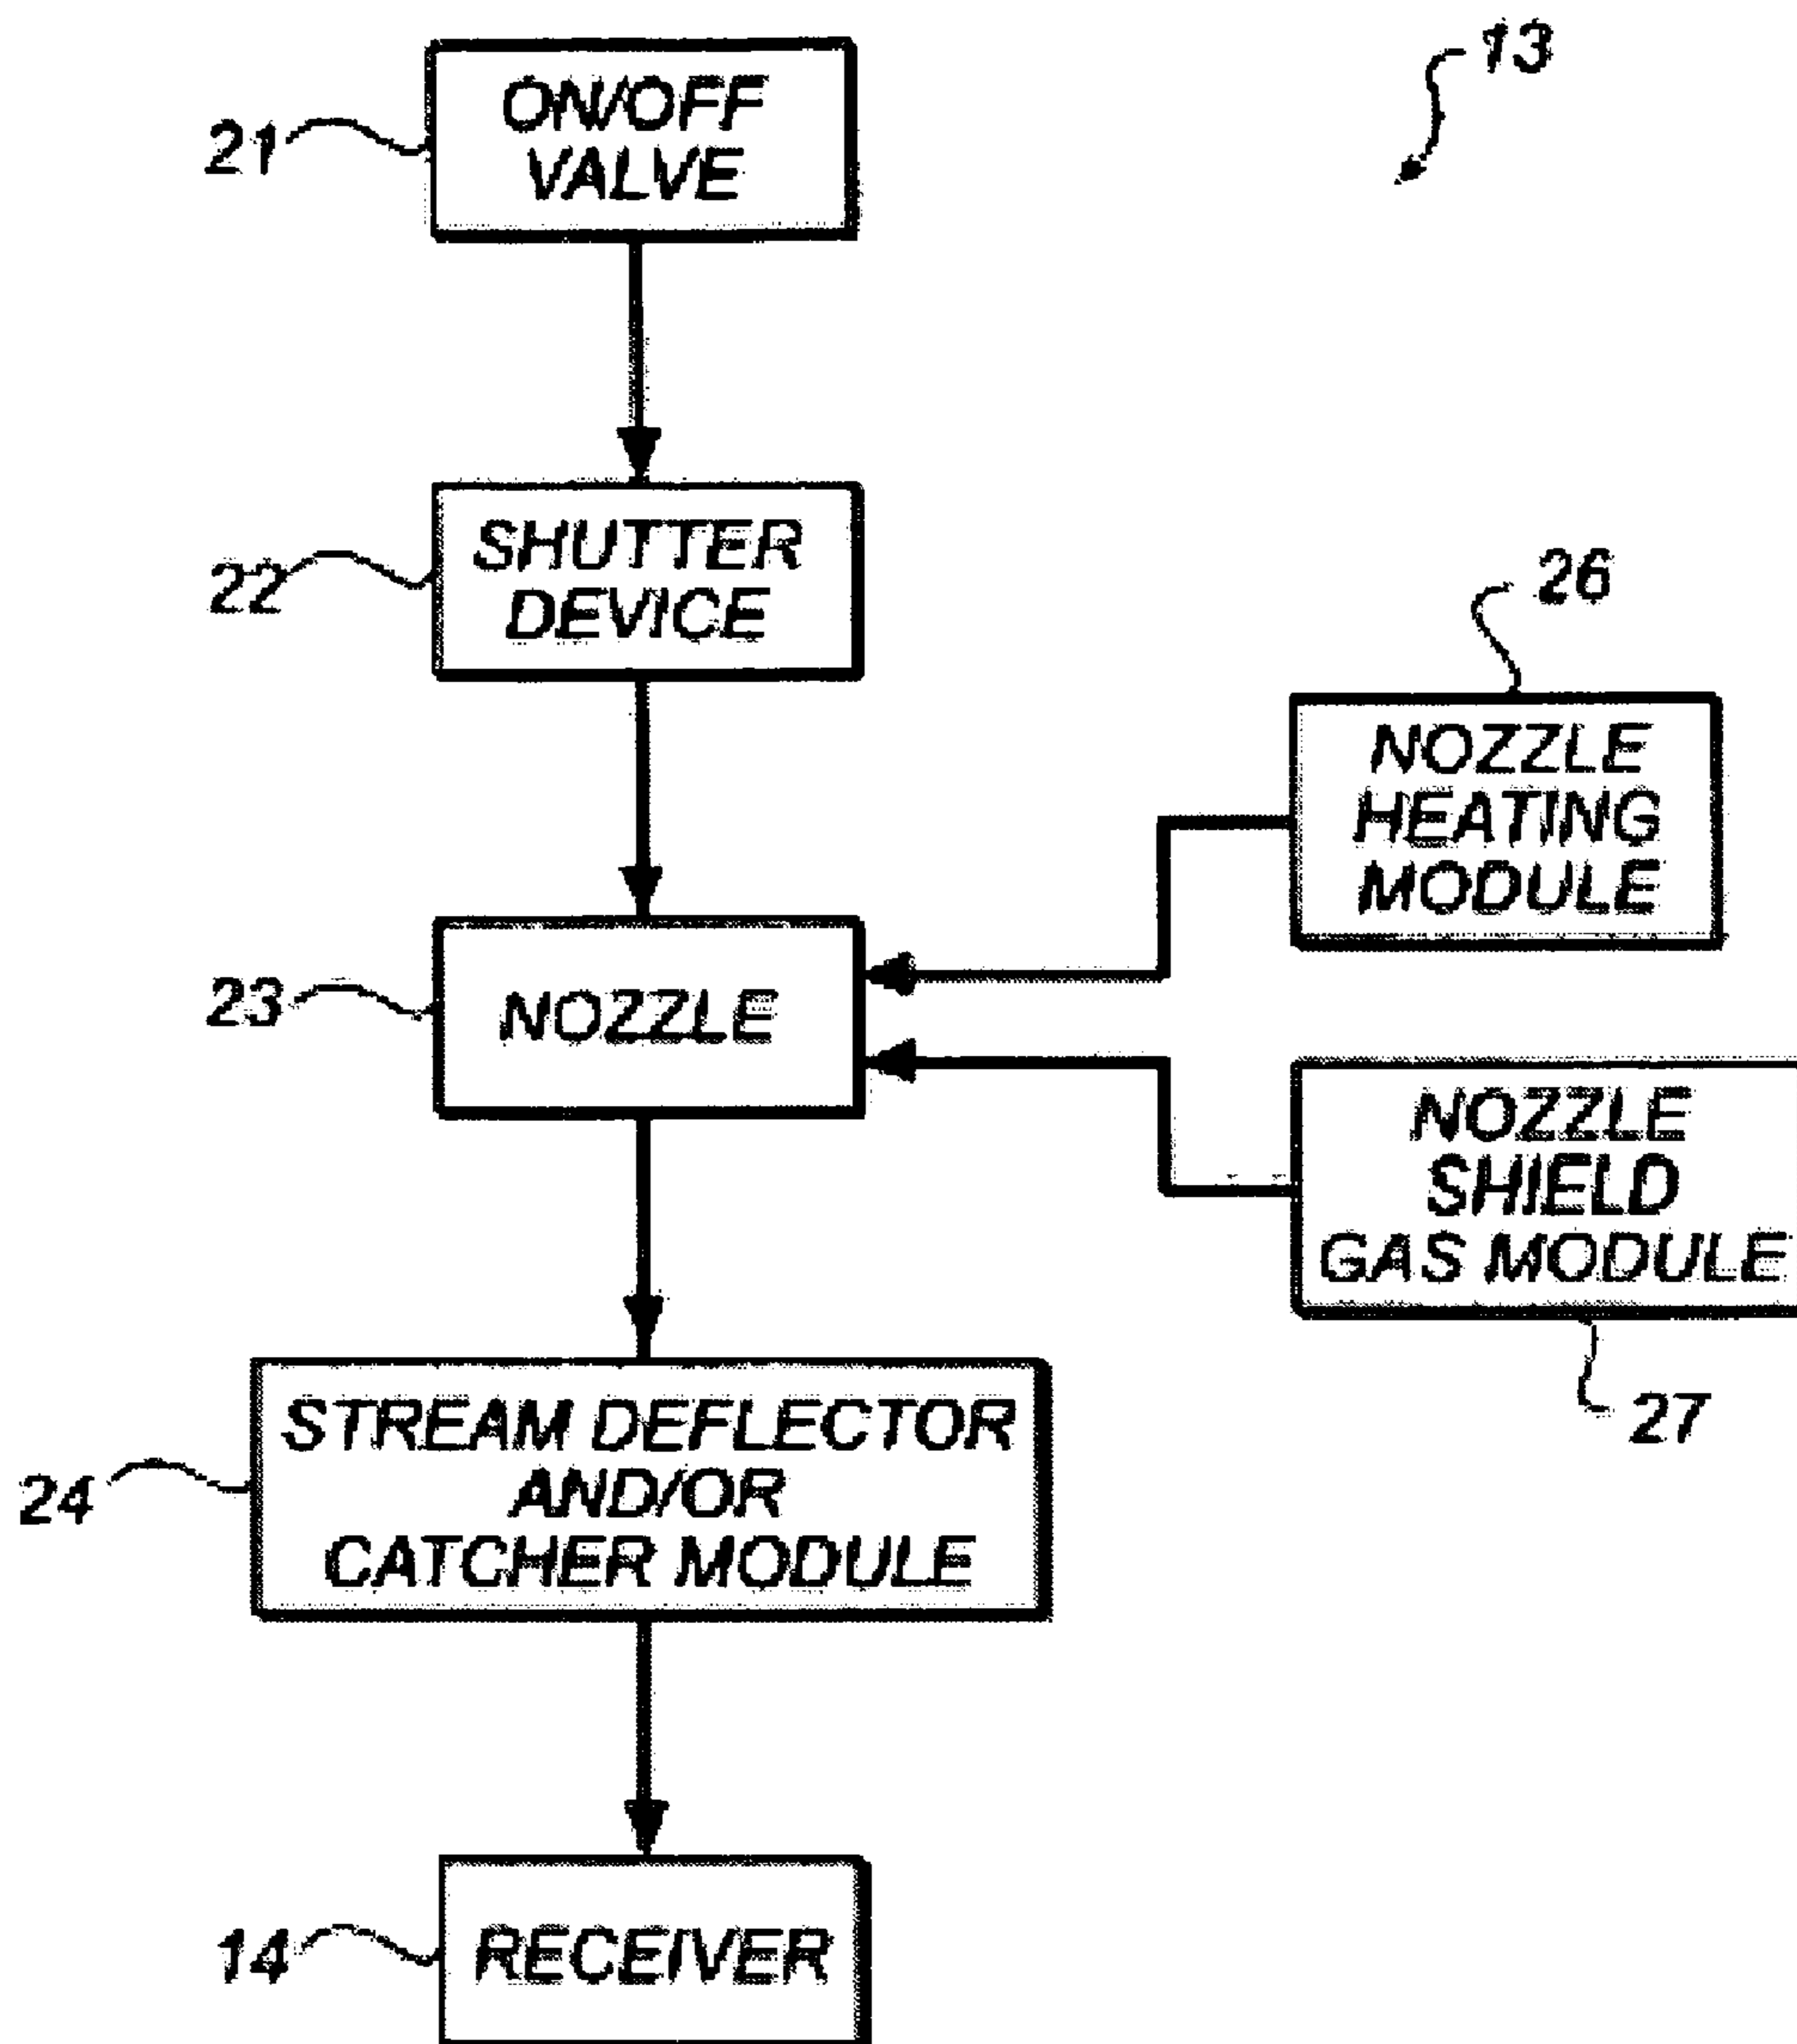 13
21
ON/OFF
VALVE
22
SHUTTER
DEVICE
26
NOZZLE
HEATING
MODULE
23
NOZZLE
NOZZLE
SHIELD
GAS MODULE
27
24
STREAM DEFLECTOR
AND/OR
CATCHER MODULE
14
RECEIVER